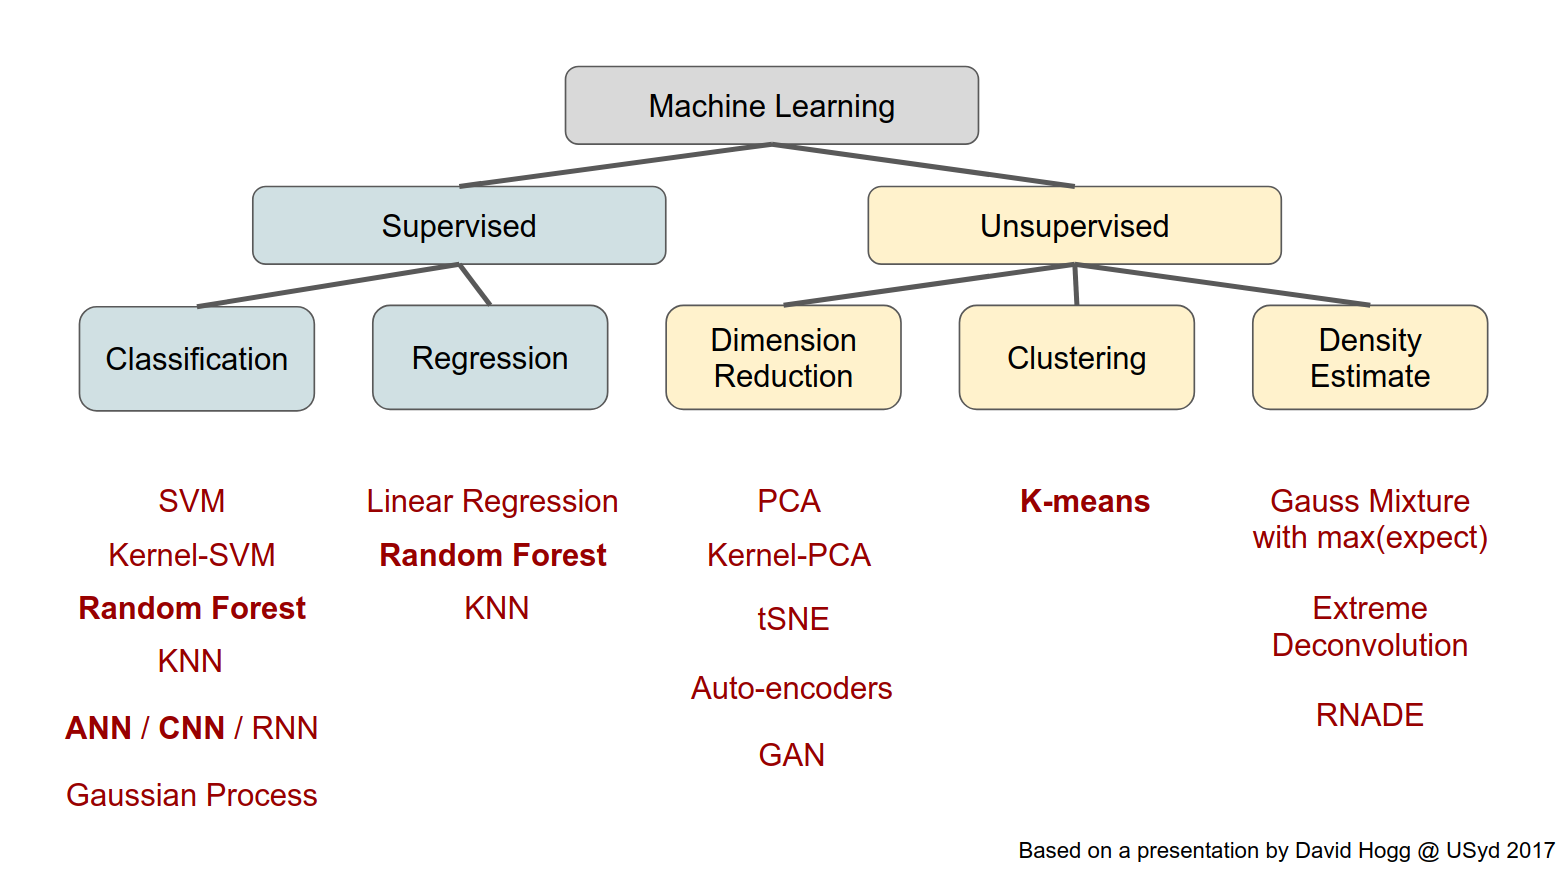 Machine Learning
Supervised
Unsupervised
Classification
Regression
Dimension
Reduction
Clustering
Density
Estimate
SVM
Kernel-SVM
Random Forest
KNN
ANN / CNN / RNN
Gaussian Process
Linear Regression
Random Forest
KNN
PCA
Kernel-PCA
tSNE
Auto-encoders
GAN
K-means
Gauss Mixture
with max(expect)
Extreme
Deconvolution
RNADE
Based on a presentation by David Hogg @ USyd 2017